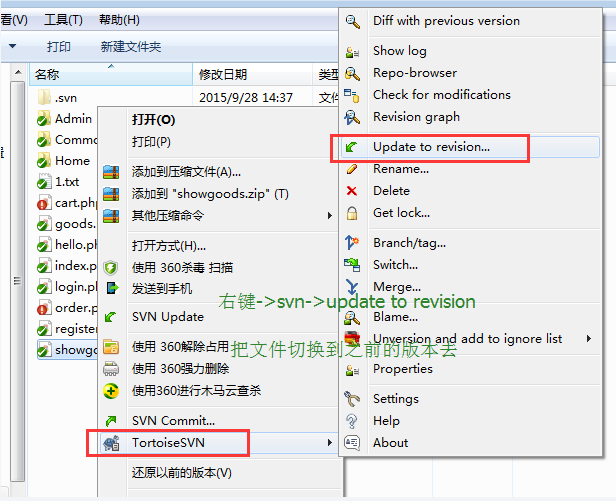 看(V) 工具(T) 帮助(H)
打印 新建文件夹
名称 修改日期 类型
.svn 2015/9/28 14:37 文件
Admin
Commo
Home
1.txt
cart.php
goods.
hello.ph
index.p
login.ph
order.p
register
showgo
打开(O)
打印(P)
添加到压缩文件(A)...
添加到 "showgoods.zip" (T)
其他压缩命令
打开方式(H)...
使用 360杀毒 扫描
发送到手机
SVN Update
使用 360解除占用
使用 360强力删除
使用360进行木马云查杀
SVN Commit...
TortoiseSVN
还原以前的版本(V)
Diff with previous version
Show log
Repo-browser
Check for modifications
Revision graph
Update to revision...
Rename...
Delete
Get lock...
Branch/tag...
Switch...
Merge...
Blame...
Unversion and add to ignore list
Properties
Settings
Help
About
右键->svn->update to revision
把文件切换到之前的版本去